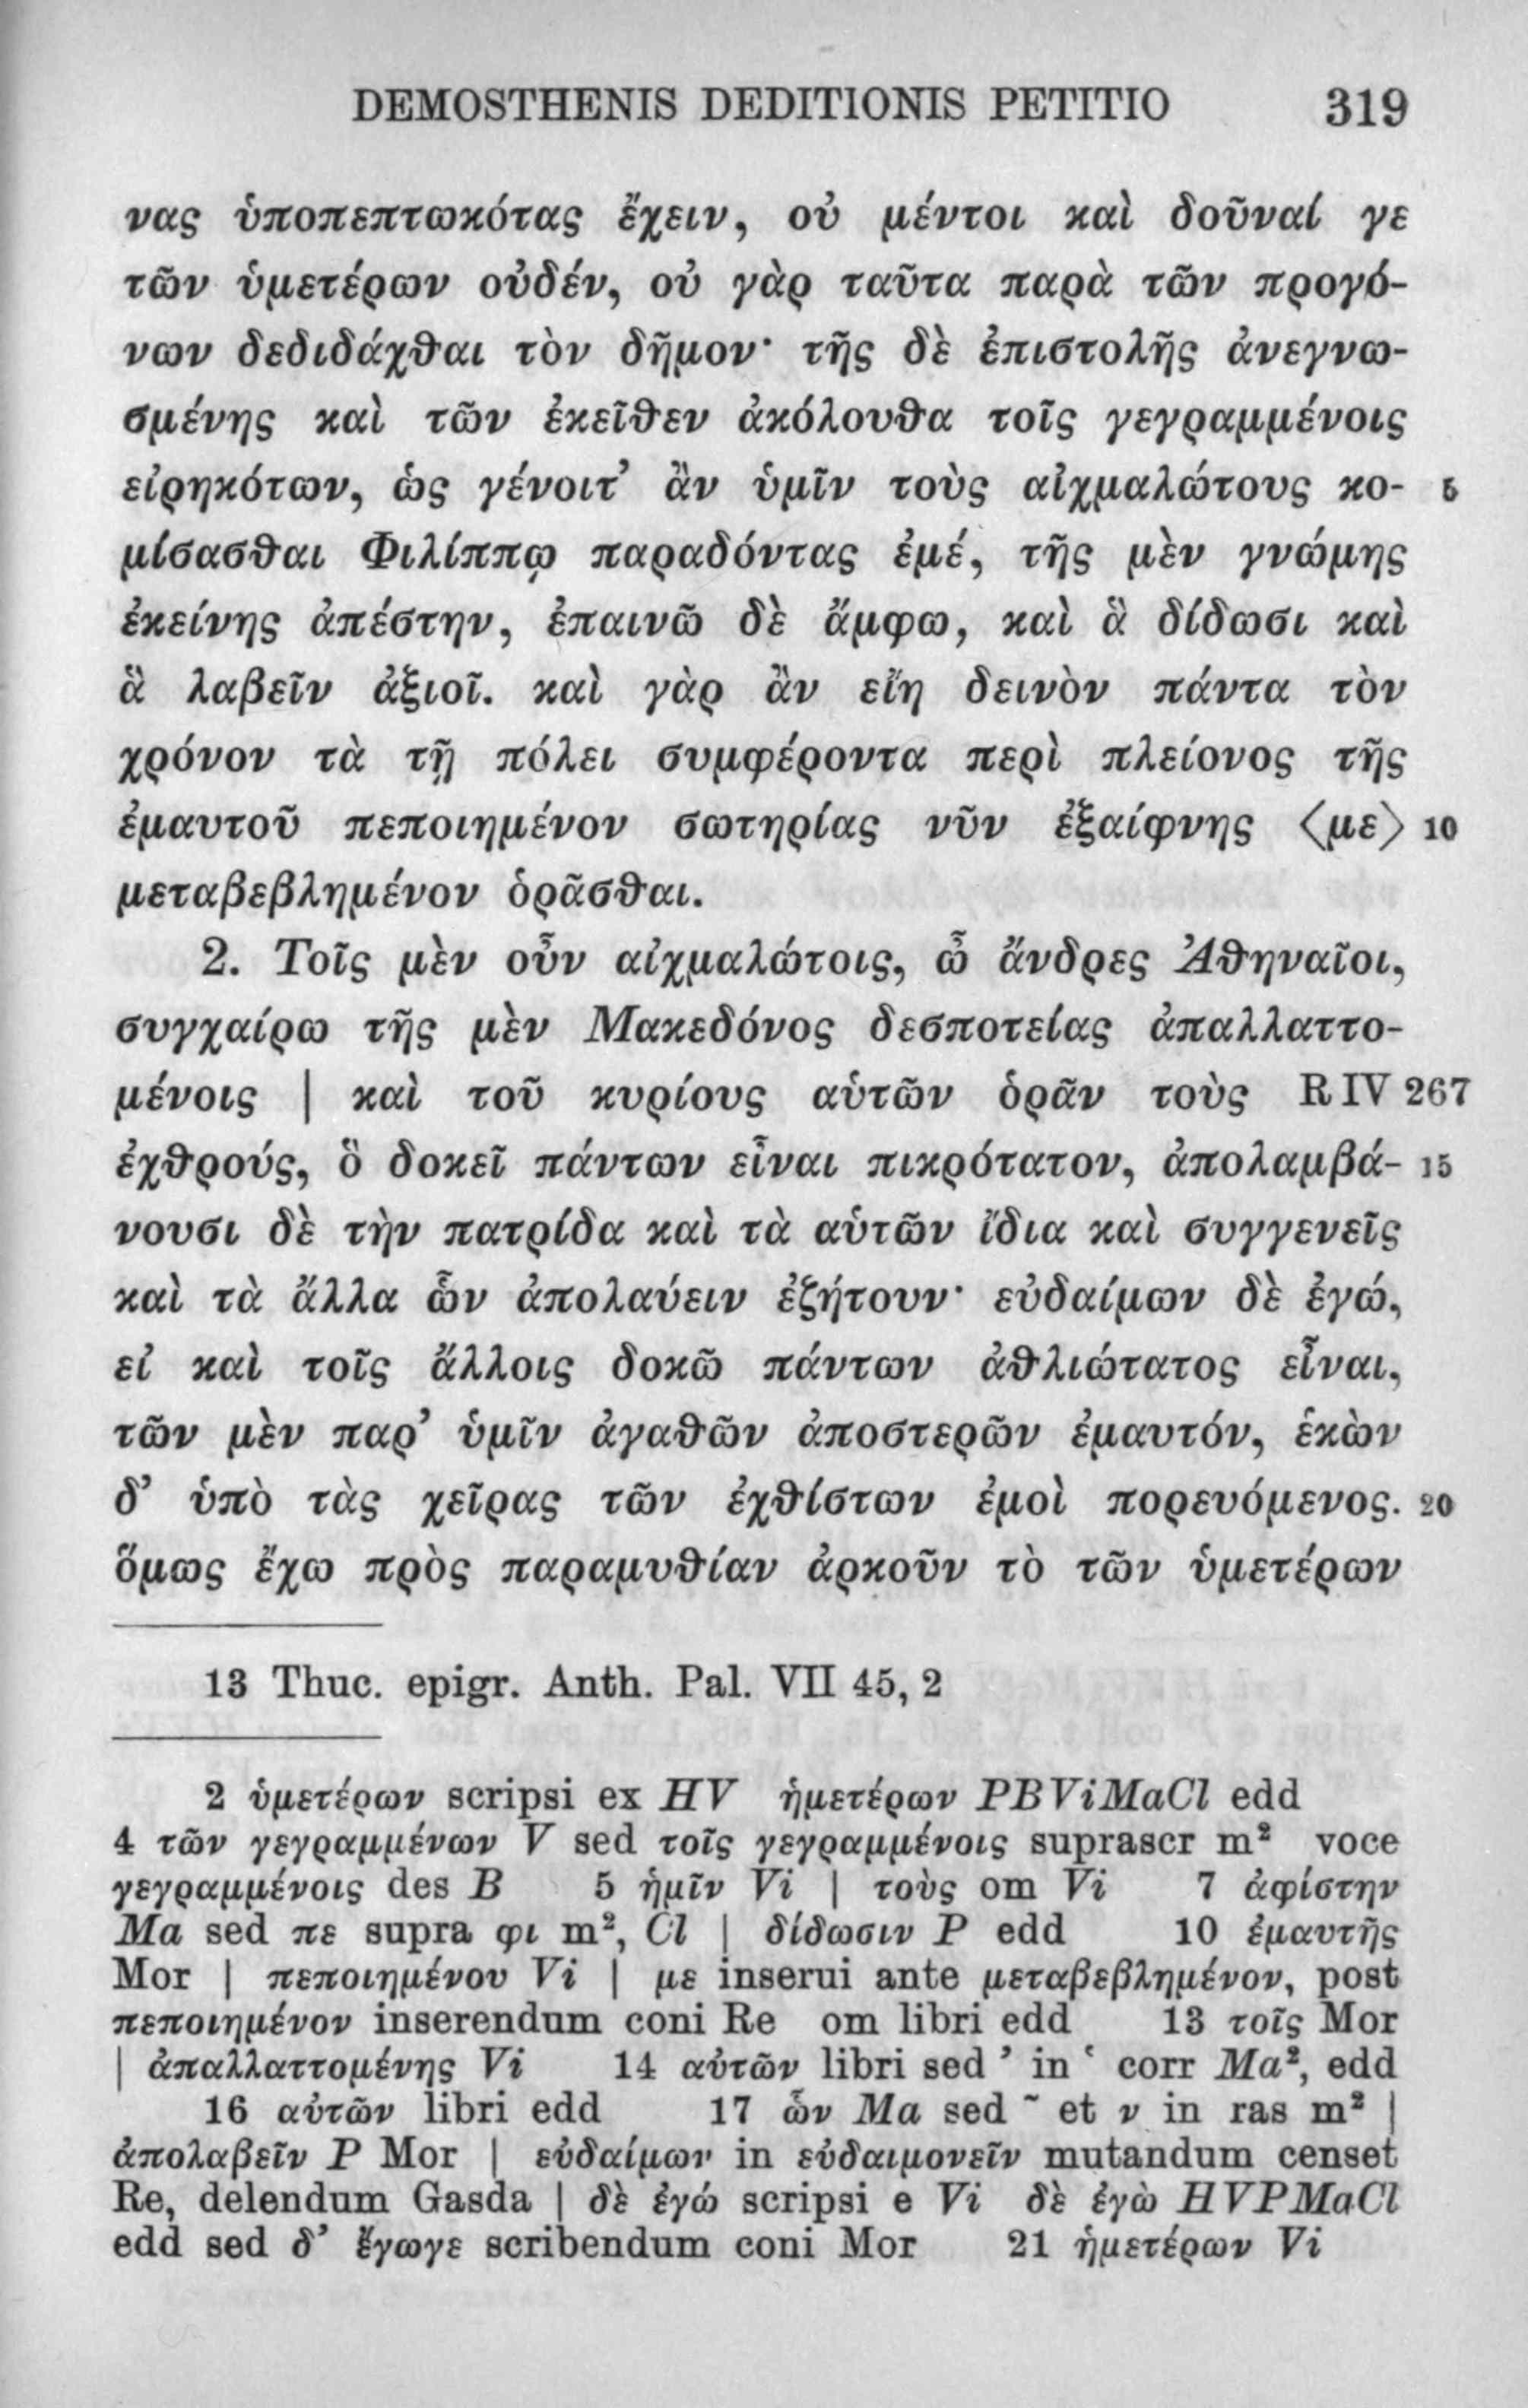 DEMOSTHENIS DEDITIONIS PETITIO 319
νας ὑποπεπτωκότας ἔχειν, οὐ μέντοι καὶ δοῦναί γε
τῶν ὑμετέρων οὐδέν, οὐ γὰρ ταῦτα παρὰ τῶν προγό-
νων δεδιδάχθαι τὸν δῆμον· τῆς δὲ ἐπιστολῆς ἀνεγνω-
σμένης καὶ τῶν ἐκεῖθεν ἀκόλουθα τοῖς γεγραμμένοις
εἰρηκότων, ὡς γένοιτ’ ἂν ὑμῖν τοὺς αἰχμαλώτους κο- 5
μίσασθαι Φιλίππῳ παραδόντας ἐμέ, τῆς μὲν γνώμης
ἐκείνης ἀπέστην, ἐπαινῶ δὲ ἄμφω, καὶ ἃ δίδωσι καὶ
ἃ λαβεῖν ἀξιοῖ. καὶ γὰρ ἂν εἴη δεινὸν πάντα τὸν
χρόνον τὰ τῇ πόλει συμφέροντα περὶ πλείονος τῆς
ἐμαυτοῦ πεποιημένον σωτηρίας νῦν ἐξαίφνης ⟨με⟩ 10
μεταβεβλημένον ὁρᾶσθαι.
2. Τοῖς μὲν οὖν αἰχμαλώτοις, ὦ ἄνδρες Ἀθηναῖοι,
συγχαίρω τῆς μὲν Μακεδόνος δεσποτείας ἀπαλλαττο-
μένοις | καὶ τοῦ κυρίους αὑτῶν ὁρᾶν τοὺς R IV 267
ἐχθρούς, ὃ δοκεῖ πάντων εἶναι πικρότατον, ἀπολαμβά- 15
νουσι δὲ τὴν πατρίδα καὶ τὰ αὑτῶν ἴδια καὶ συγγενεῖς
καὶ τὰ ἄλλα ὧν ἀπολαύειν ἐζήτουν· εὐδαίμων δὲ ἐγώ,
εἰ καὶ τοῖς ἄλλοις δοκῶ πάντων ἀθλιώτατος εἶναι,
τῶν μὲν παρ’ ὑμῖν ἀγαθῶν ἀποστερῶν ἐμαυτόν, ἑκὼν
δ’ ὑπὸ τὰς χεῖρας τῶν ἐχθίστων ἐμοὶ πορευόμενος. 20
ὅμως ἔχω πρὸς παραμυθίαν ἀρκοῦν τὸ τῶν ὑμετέρων
13 Thuc. epigr. Anth. Pal. VII 45, 2
2 ὑμετέρων scripsi ex HV ἡμετέρων PBViMaCl edd
4 τῶν γεγραμμένων V sed τοῖς γεγραμμένοις suprascr m² voce
γεγραμμένοις des B 5 ἡμῖν Vi | τοὺς om Vi 7 ἀφίστην
Ma sed πε supra φι m², Cl | δίδωσιν P edd 10 ἐμαυτῆς
Mor | πεποιημένου Vi | με inserui ante μεταβεβλημένον, post
πεποιημένον inserendum coni Re om libri edd 13 τοῖς Mor
| ἀπαλλαττομένης Vi 14 αὐτῶν libri sed ’ in ‘ corr Ma², edd
16 αὐτῶν libri edd 17 ὧν Ma sed ῀ et ν in ras m² |
ἀπολαβεῖν P Mor | εὐδαίμων in εὐδαιμονεῖν mutandum censet
Re, delendum Gasda | δὲ ἐγώ scripsi e Vi δὲ ἐγὼ HVPMaCl
edd sed δ’ ἔγωγε scribendum coni Mor 21 ἡμετέρων Vi